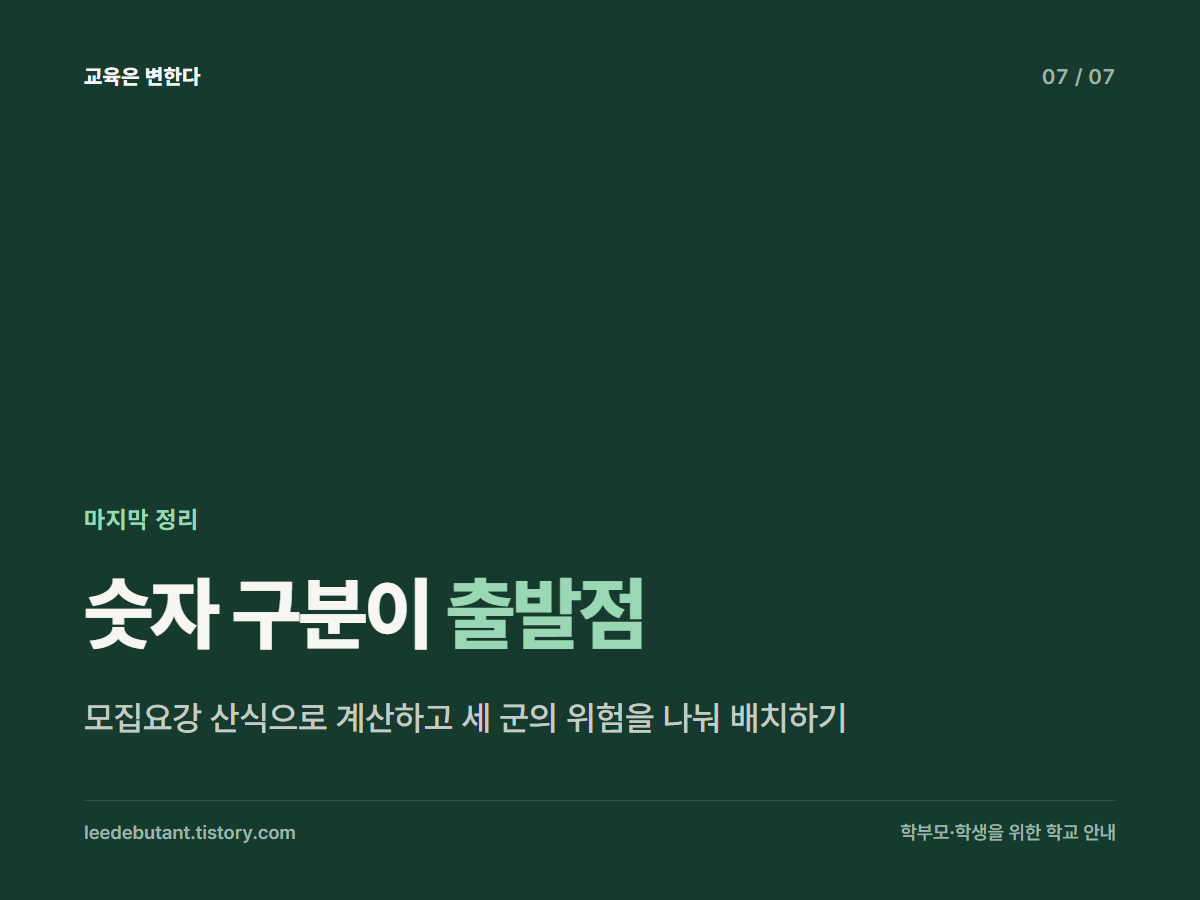 교육은 변한다
07 / 07
마지막 정리
숫자 구분이 출발점
모집요강 산식으로 계산하고 세 군의 위험을 나눠 배치하기
leedebutant.tistory.com
학부모·학생을 위한 학교 안내